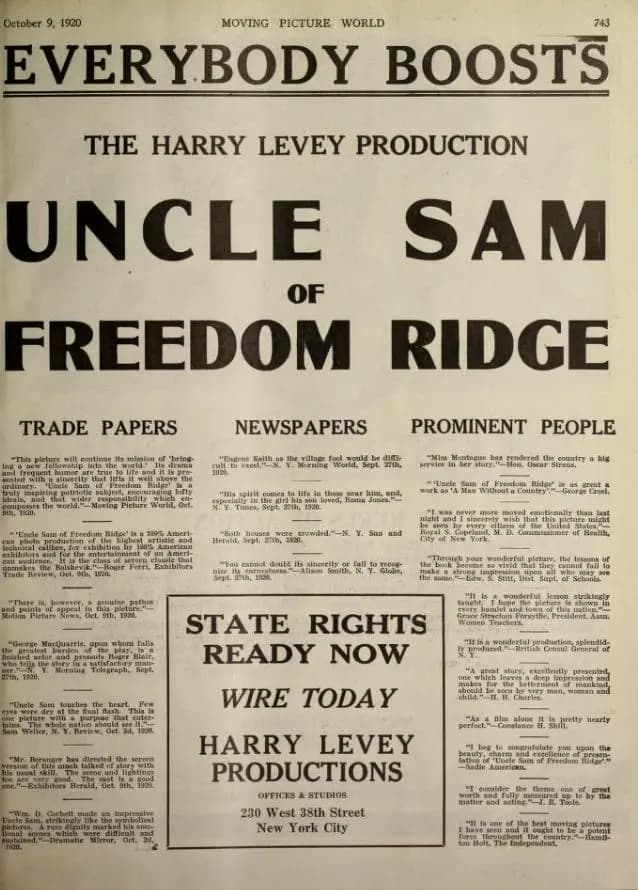 October 9, 1920
MOVING PICTURE WORLD
743
EVERYBODY BOOSTS
THE HARRY LEVEY PRODUCTION
UNCLE SAM
OF
FREEDOM RIDGE
TRADE PAPERS
"This picture will continue its mission of 'bring-
ing a new fellowship into the world.' Its drama
and frequent humor are true to life and it is pre-
sented with a sincerity that lifts it well above the
ordinary. 'Uncle Sam of Freedom Ridge' is a
truly inspiring patriotic subject, encouraging lofty
ideals, and that wider responsibility which en-
compasses the world."—Moving Picture World, Oct.
9th, 1920.
"'Uncle Sam of Freedom Ridge' is a 100% Ameri-
can photo production of the highest artistic and
technical calibre, for exhibition by 100% American
exhibitors and for the entertainment of an Ameri-
can audience. It is the class of screen classic that
unmakes the Bolshevik."—Roger Ferri, Exhibitors
Trade Review, Oct. 9th, 1920.
"There is, however, a genuine pathos
and points of appeal in this picture."—
Motion Picture News, Oct. 9th, 1920.
"George MacQuarrie, upon whom falls
the greatest burden of the play, is a
finished actor and presents Roger Blair,
who tells the story in a satisfactory man-
ner."—N. Y. Morning Telegraph, Sept.
27th, 1920.
"Uncle Sam touches the heart. Few
eyes were dry at the final flash. This is
one picture with a purpose that enter-
tains. The whole nation should see it."—
Sam Weller, N. Y. Review, Oct. 2d, 1920.
"Mr. Beranger has directed the screen
version of this much talked of story with
his usual skill. The scene and lightings
too are very good. The cast is a good
one."—Exhibitors Herald, Oct. 9th, 1920.
"Wm. D. Corbett made an impressive
Uncle Sam, strikingly like the symbolical
pictures. A rare dignity marked his emo-
tional scenes which were difficult and
sustained."—Dramatic Mirror, Oct. 2d,
1920.
NEWSPAPERS
"Eugene Keith as the village fool would be diffi-
cult to excel."—N. Y. Morning World, Sept. 27th,
1920.
"His spirit comes to life in those near him, and,
especially in the girl his son loved, Roma Jones."—
N. Y. Times, Sept. 27th, 1920.
"Both houses were crowded."—N. Y. Sun and
Herald, Sept. 27th, 1920.
"You cannot doubt its sincerity or fail to recog-
nize its earnestness."—Alison Smith, N. Y. Globe,
Sept. 27th, 1920.
PROMINENT PEOPLE
"Miss Montague has rendered the country a big
service in her story."—Hon. Oscar Straus.
"'Uncle Sam of Freedom Ridge' is as great a
work as 'A Man Without a Country'."—George Creel.
"I was never more moved emotionally than last
night and I sincerely wish that this picture might
be seen by every citizen of the United States."—
Royal S. Copeland, M. D. Commissioner of Health,
City of New York.
"Through your wonderful picture, the lessons of
the book become so vivid that they cannot fail to
make a strong impression upon all who may see
the same."—Edw. S. Stitt, Dist. Supt. of Schools.
"It is a wonderful lesson strikingly
taught. I hope the picture is shown in
every hamlet and town of this nation."—
Grace Strachan Forsythe, President, Assn.
Women Teachers.
"It is a wonderful production, splendid-
ly produced."—British Consul General of
N. Y.
"A great story, excellently presented,
one which leaves a deep impression and
makes for the betterment of mankind,
should be seen by very man, woman and
child."—H. H. Charles.
"As a film alone it is pretty nearly
perfect."—Constance H. Shill.
"I beg to congratulate you upon the
beauty, charm and excellence of presen-
tation of 'Uncle Sam of Freedom Ridge'."
—Sadie American.
"I consider the theme one of great
worth and fully measured up to by the
matter and acting."—J. E. Toole.
"It is one of the best moving pictures
I have seen and it ought to be a potent
force throughout the country."—Hamil-
ton Holt, The Independent.
STATE RIGHTS
READY NOW
WIRE TODAY
HARRY LEVEY
PRODUCTIONS
OFFICES & STUDIOS
230 West 38th Street
New York City